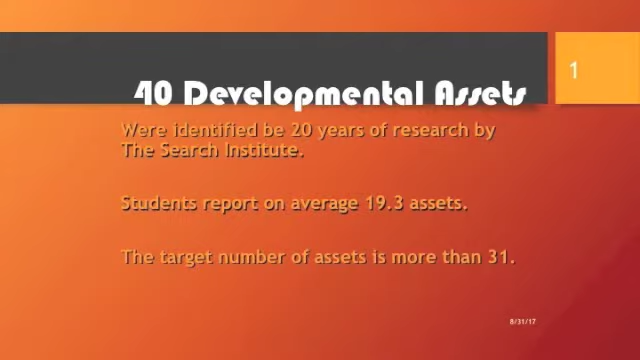 1
40 Developmental Assets
Were identified be 20 years of research by
The Search Institute.
Students report on average 19.3 assets.
The target number of assets is more than 31.
8/31/17